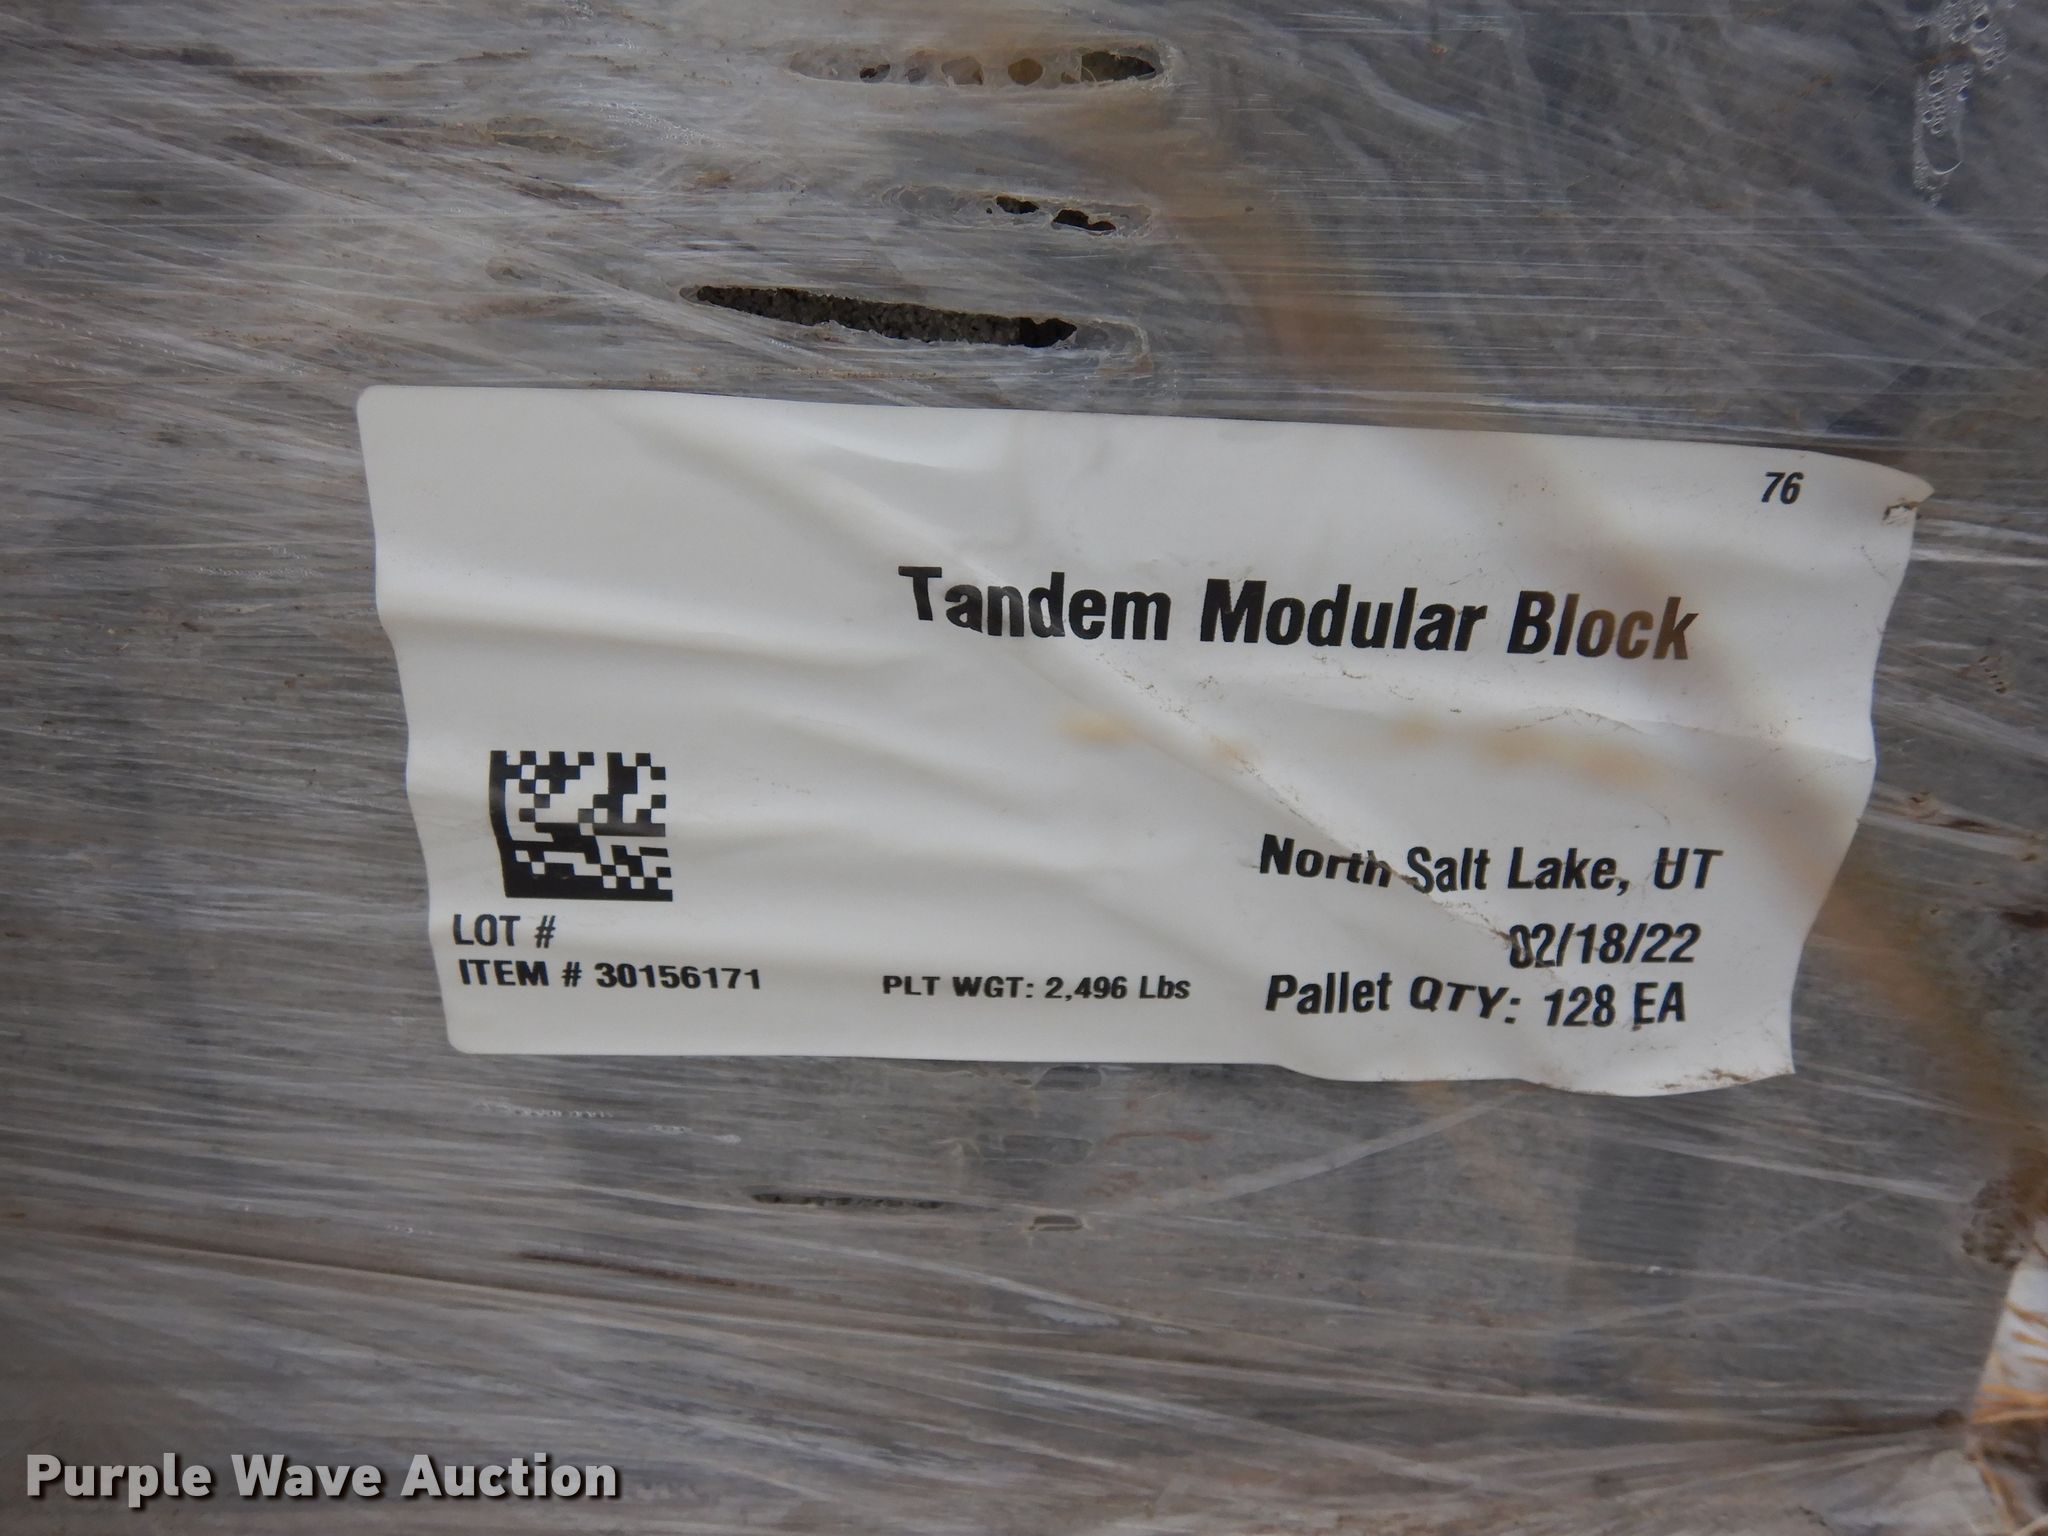 76
Tandem Modular Block
North Salt Lake, UT
02/18/22
LOT #
ITEM # 30156171
PLT WGT: 2,496 Lbs
Pallet QTY: 128 EA
Purple Wave Auction